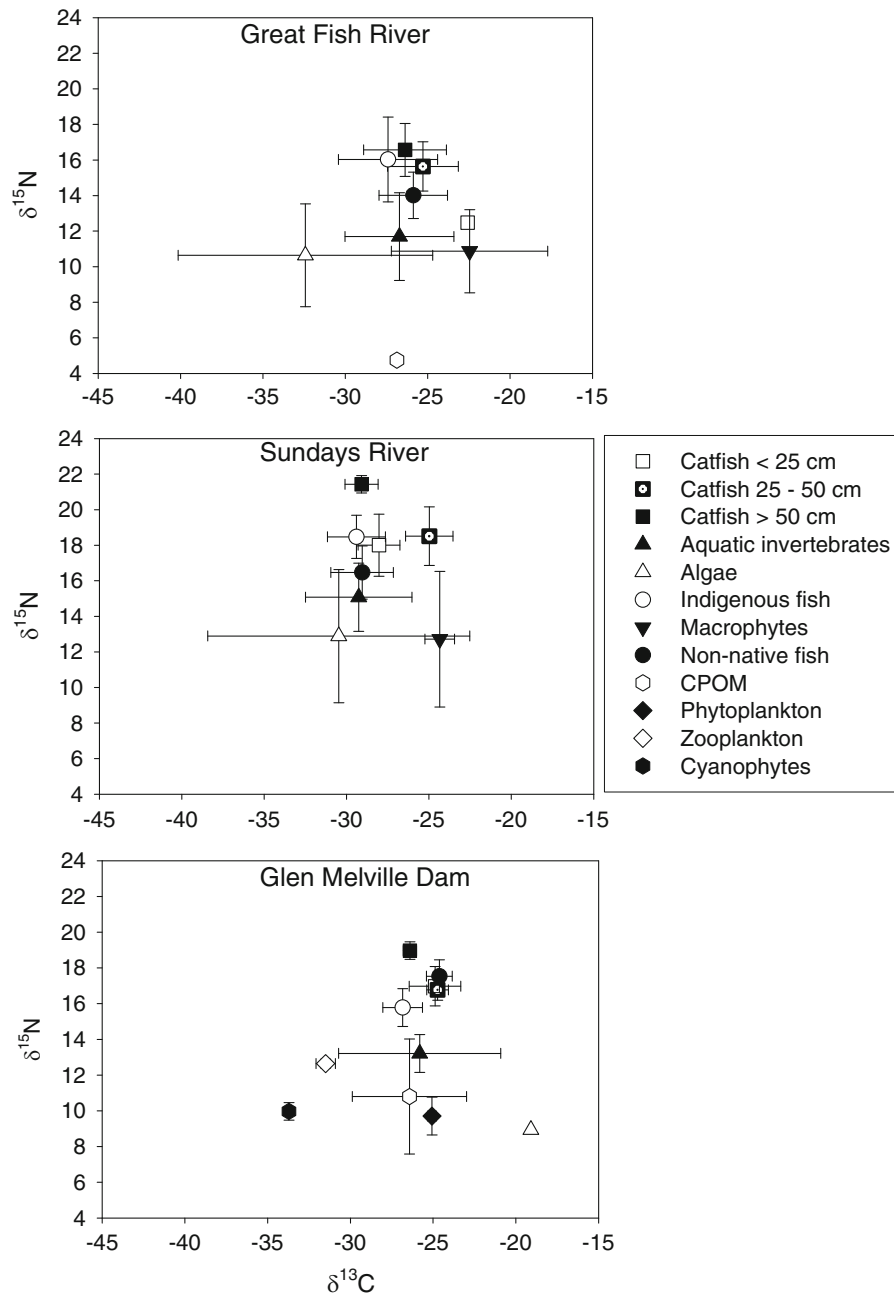 Great Fish River
24
22
20
18
16
14
12
10
8
6
4
δ15N
-45 -40 -35 -30 -25 -20 -15
Sundays River
24
22
20
18
16
14
12
10
8
6
4
δ15N
-45 -40 -35 -30 -25 -20 -15
Catfish < 25 cm
Catfish 25 - 50 cm
Catfish > 50 cm
Aquatic invertebrates
Algae
Indigenous fish
Macrophytes
Non-native fish
CPOM
Phytoplankton
Zooplankton
Cyanophytes
Glen Melville Dam
24
22
20
18
16
14
12
10
8
6
4
δ15N
-45 -40 -35 -30 -25 -20 -15
δ13C